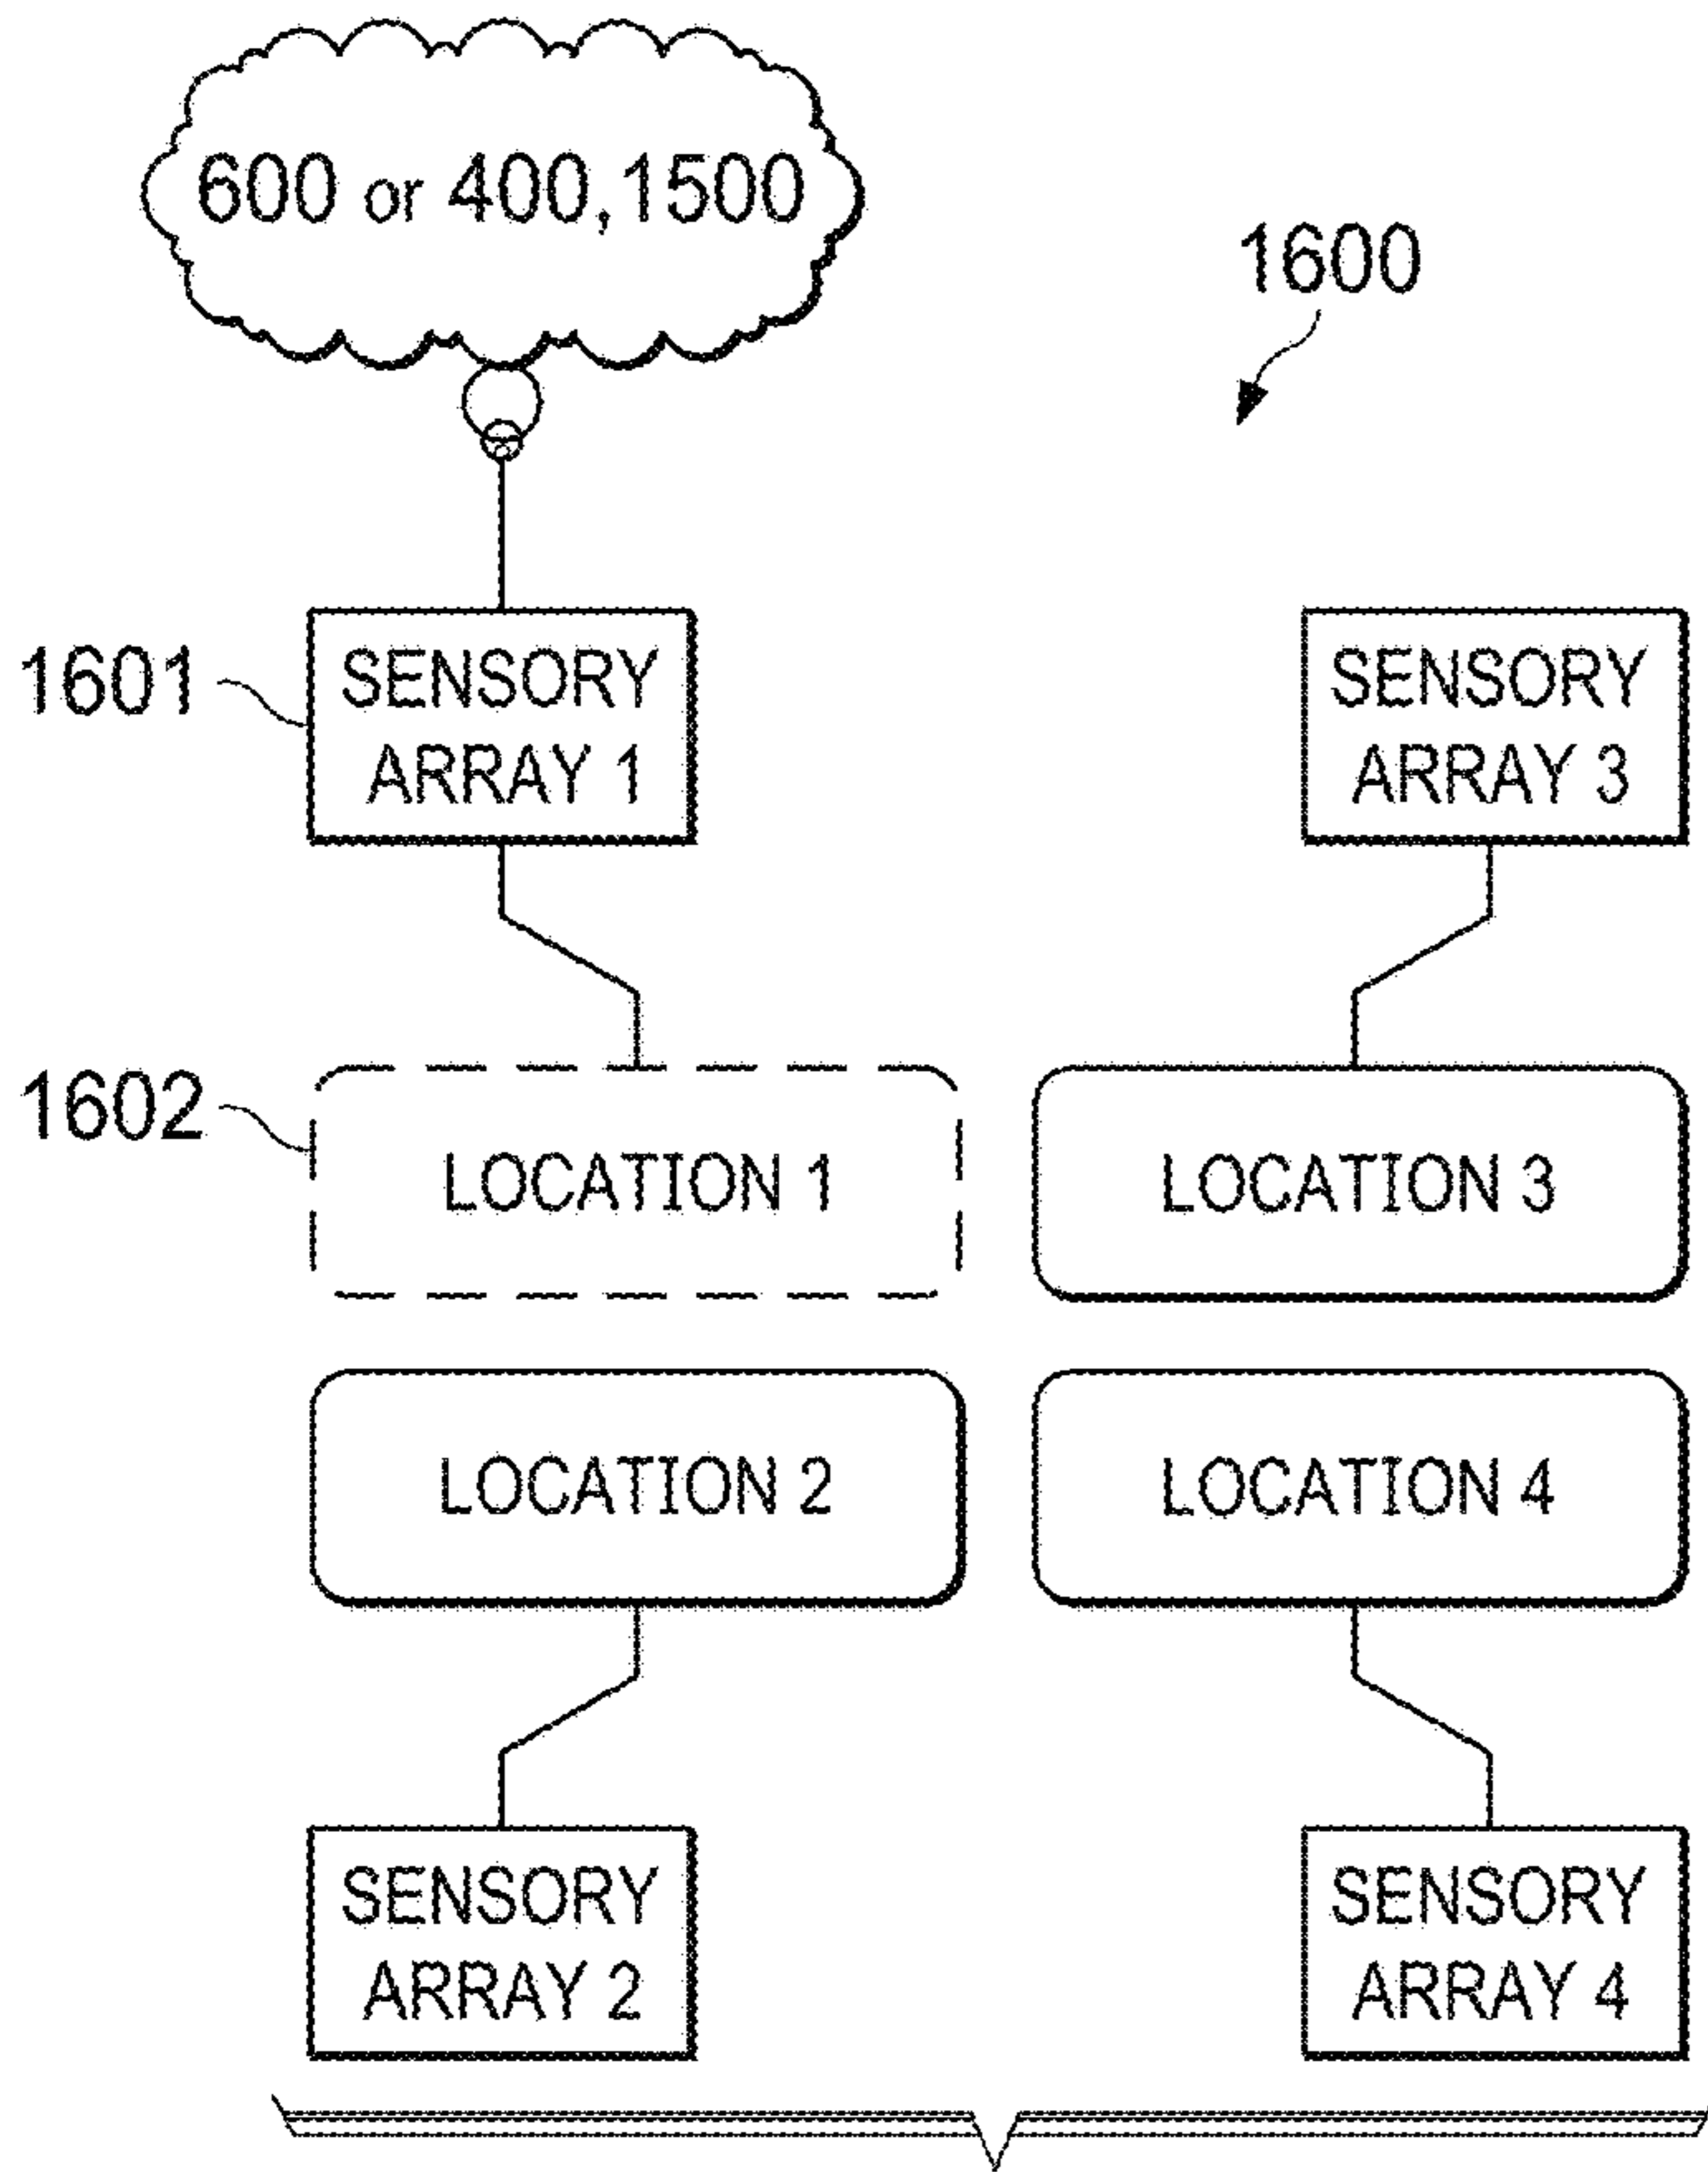 600 or 400,1500
1600
1601
SENSORY
ARRAY 1
SENSORY
ARRAY 3
1602
LOCATION 1
LOCATION 3
LOCATION 2
LOCATION 4
SENSORY
ARRAY 2
SENSORY
ARRAY 4